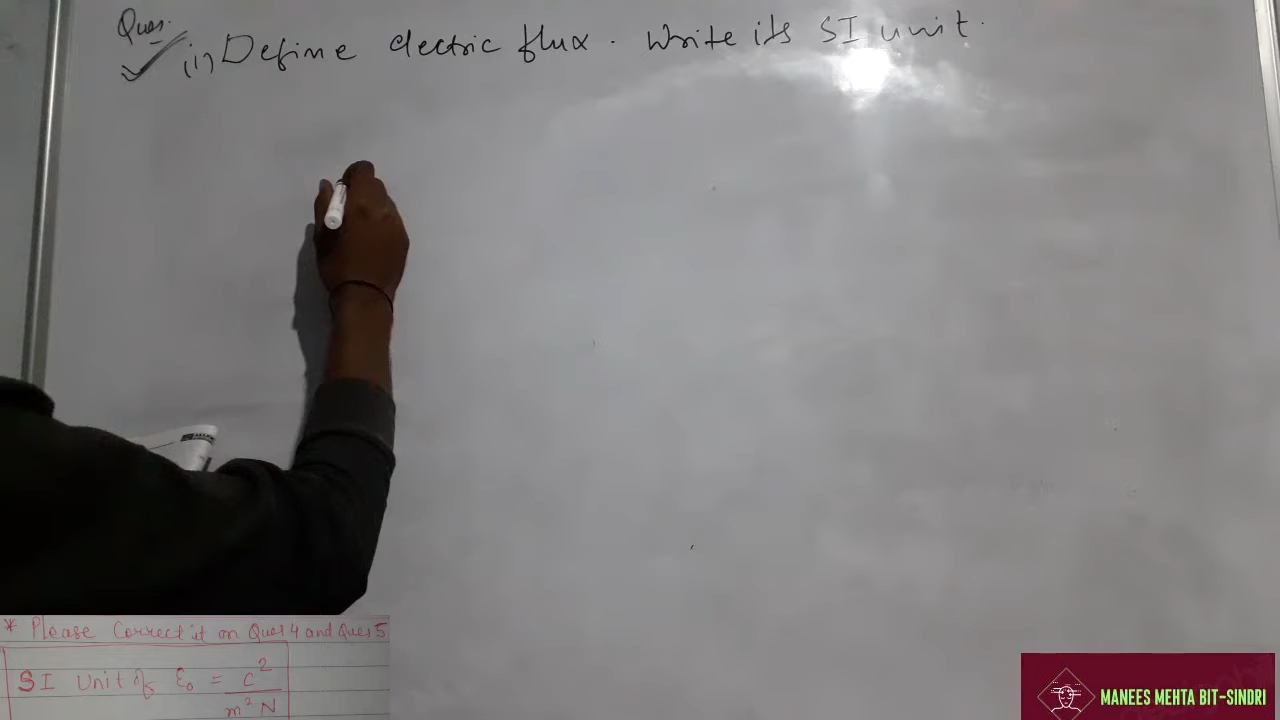 Ques.
(i) Define electric flux. Write its SI unit.
* Please Correct it on Ques 4 and Ques 5
SI Unit of ε₀ = C² / m² N
MANEES MEHTA BIT-SINDRI